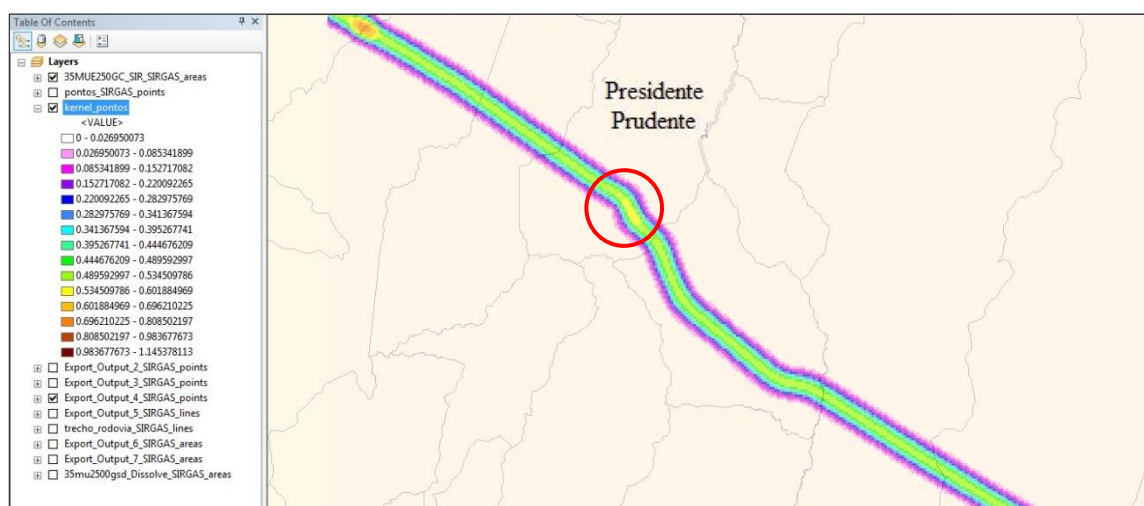 Table Of Contents
Layers
35MUE250GC_SIR_SIRGAS_areas
pontos_SIRGAS_points
kernel_pontos
<VALUE>
0 - 0.026950073
0.026950073 - 0.085341899
0.085341899 - 0.152717082
0.152717082 - 0.220092265
0.220092265 - 0.282975769
0.282975769 - 0.341367594
0.341367594 - 0.395267741
0.395267741 - 0.444676209
0.444676209 - 0.489592997
0.489592997 - 0.534509786
0.534509786 - 0.601884969
0.601884969 - 0.696210225
0.696210225 - 0.808502197
0.808502197 - 0.983677673
0.983677673 - 1.145378113
Export_Output_2_SIRGAS_points
Export_Output_3_SIRGAS_points
Export_Output_4_SIRGAS_points
Export_Output_5_SIRGAS_lines
trecho_rodovia_SIRGAS_lines
Export_Output_6_SIRGAS_areas
Export_Output_7_SIRGAS_areas
35mu2500gsd_Dissolve_SIRGAS_areas
Presidente
Prudente